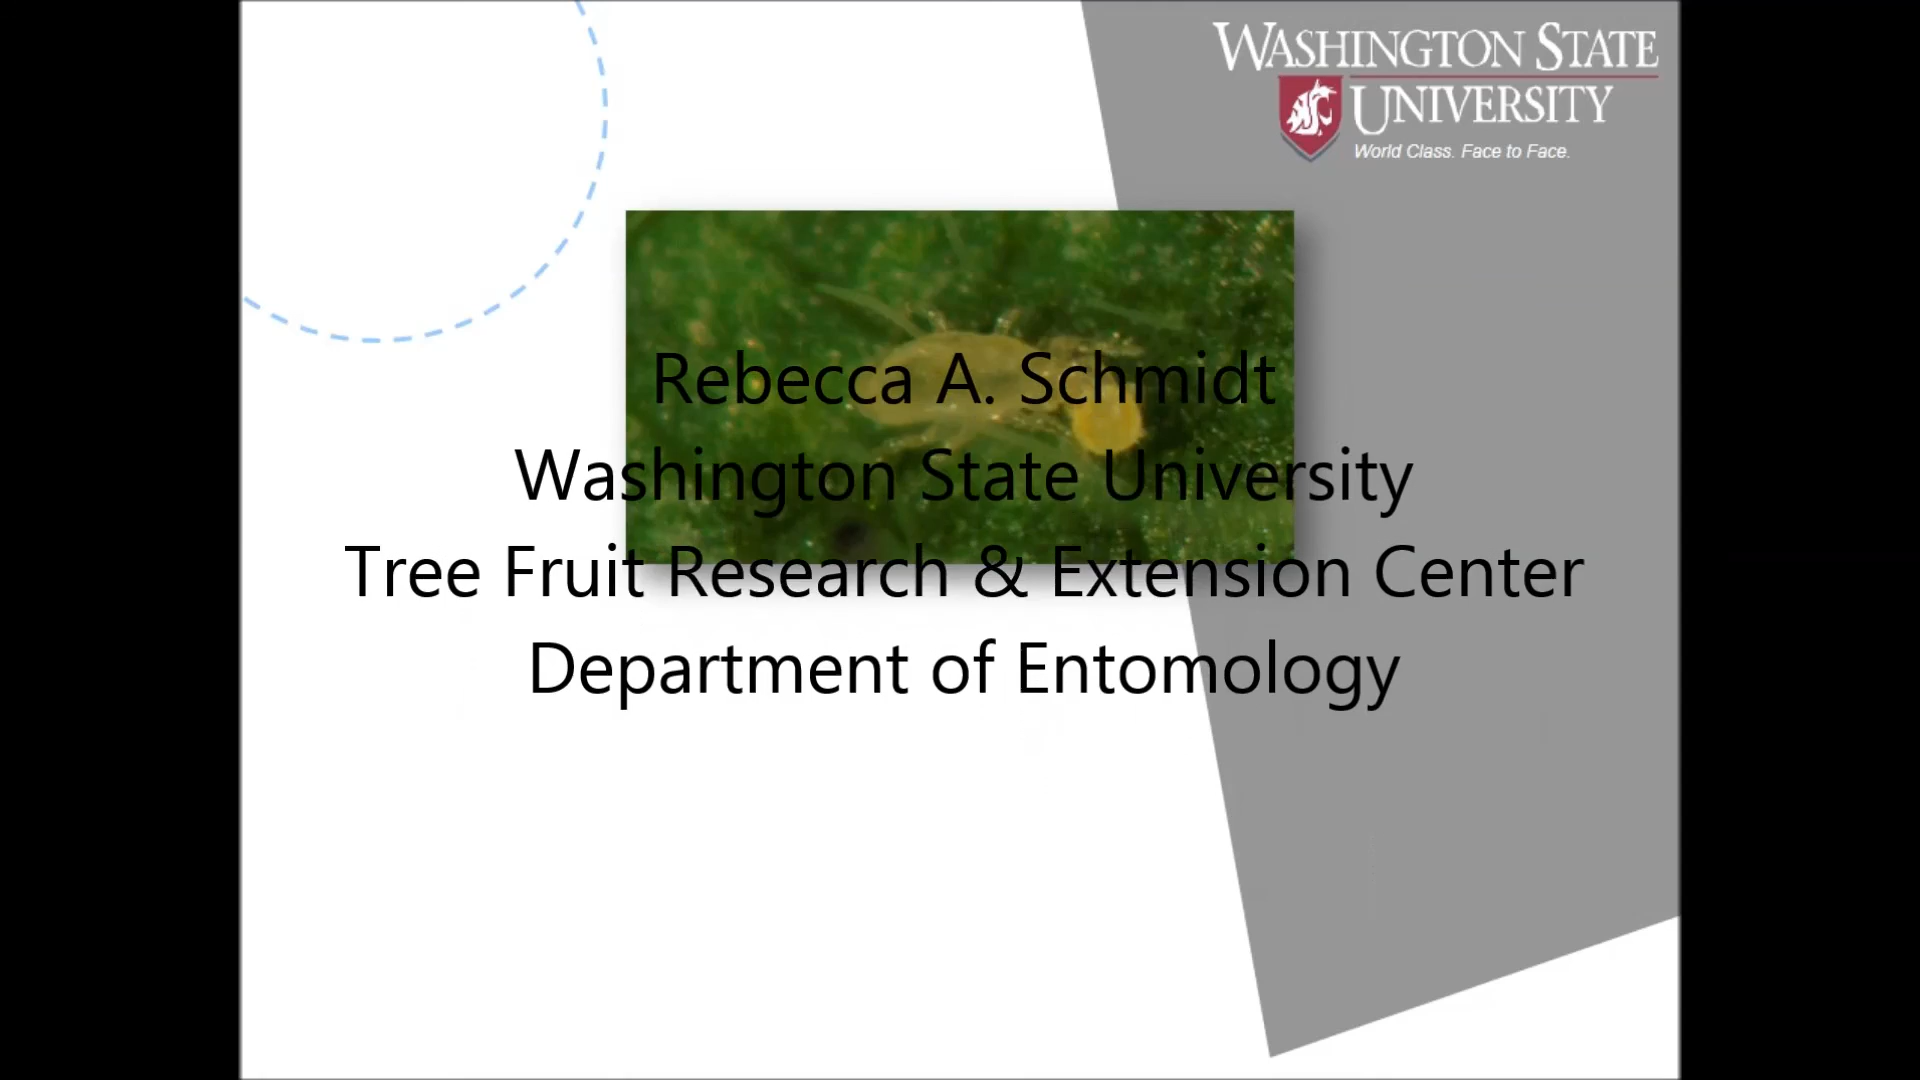 WASHINGTON STATE
UNIVERSITY
World Class. Face to Face.
Rebecca A. Schmidt
Washington State University
Tree Fruit Research & Extension Center
Department of Entomology